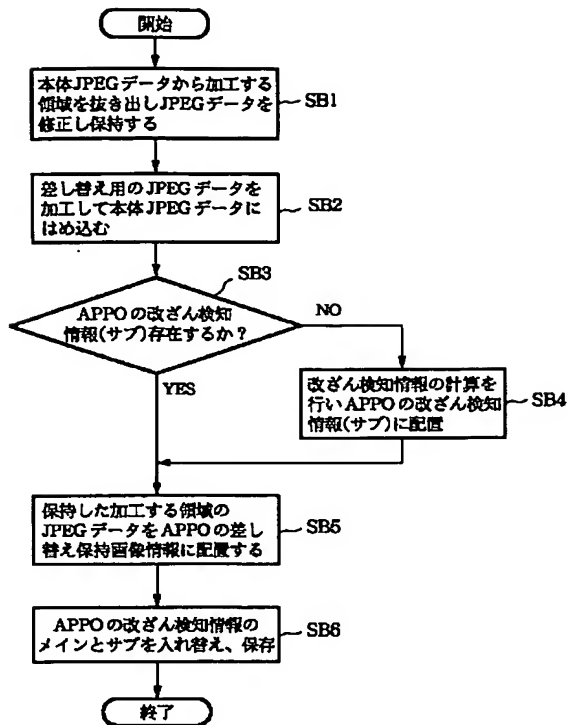 開始
本体JPEGデータから加工する
領域を抜き出しJPEGデータを
修正し保持する
SB1
差し替え用のJPEGデータを
加工して本体JPEGデータに
はめ込む
SB2
SB3
APPOの改ざん検知
情報(サブ)存在するか？
NO
YES
改ざん検知情報の計算を
行いAPPOの改ざん検知
情報(サブ)に配置
SB4
保持した加工する領域の
JPEGデータをAPPOの差し
替え保持画像情報に配置する
SB5
APPOの改ざん検知情報の
メインとサブを入れ替え、保存
SB6
終了